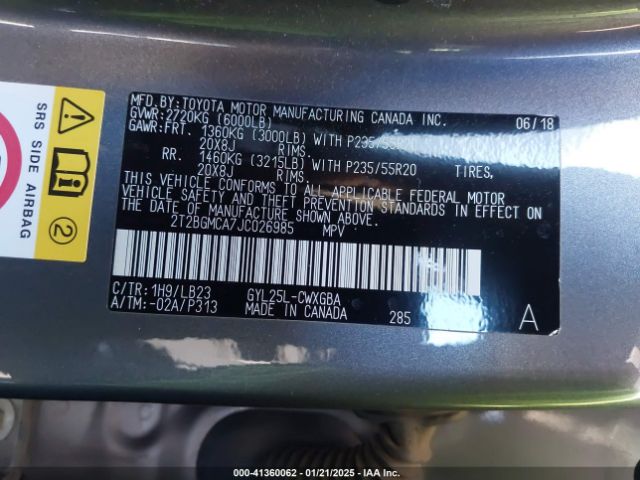 SRS SIDE AIRBAG
MFD.BY:TOYOTA MOTOR MANUFACTURING CANADA INC. 06/18
GVWR:2720KG (6000LB)
GAWR:FRT. 1360KG (3000LB) WITH P235/
20X8J RIMS,
RR. 1460KG (3215LB) WITH P235/55R20 TIRES,
20X8J RIMS,
THIS VEHICLE CONFORMS TO ALL APPLICABLE FEDERAL MOTOR
VEHICLE SAFETY AND THEFT PREVENTION STANDARDS IN EFFECT ON
THE DATE OF MANUFACTURE SHOWN ABOVE.
2T2BGMCA7JC026985 MPV
C/TR:1H9/LB23 GYL25L-CWXGBA
A/TM:-02A/P313 MADE IN CANADA 285 A
000-41360062 - 01/21/2025 - IAA Inc.